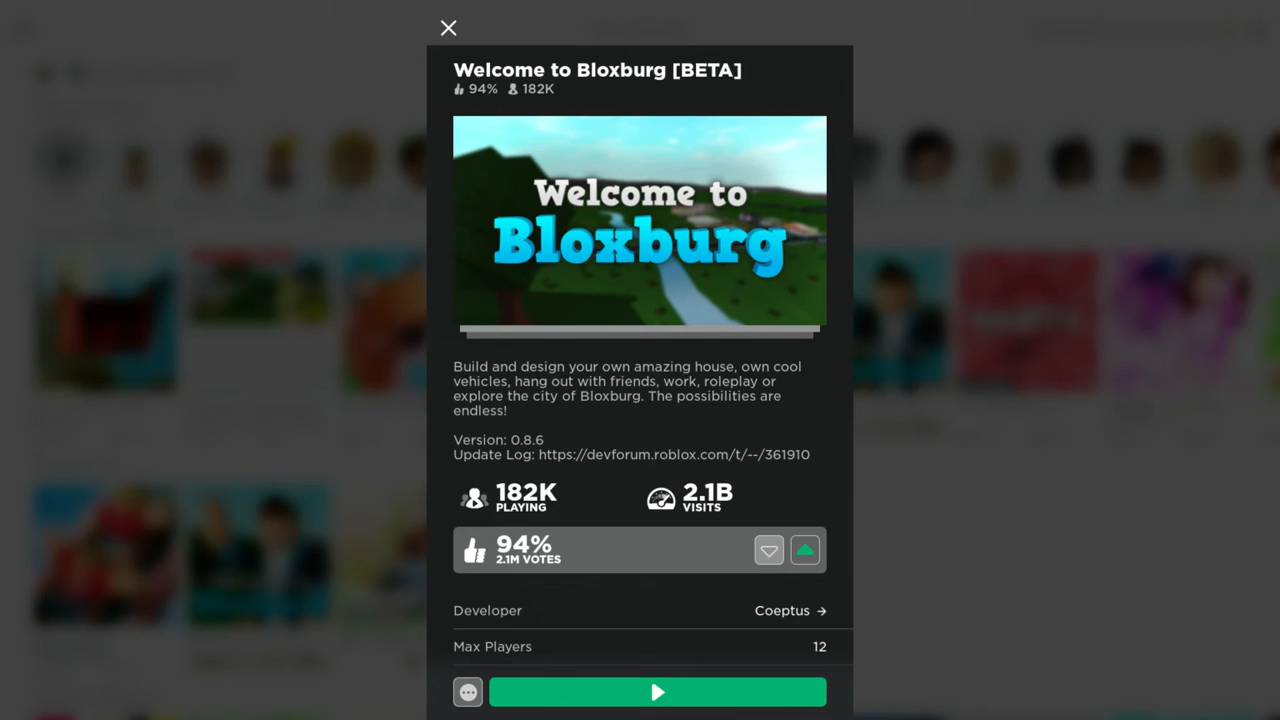 Welcome to Bloxburg [BETA]
94% 182K
Welcome to
Bloxburg
Build and design your own amazing house, own cool
vehicles, hang out with friends, work, roleplay or
explore the city of Bloxburg. The possibilities are
endless!
Version: 0.8.6
Update Log: https://devforum.roblox.com/t/--/361910
182K
PLAYING
2.1B
VISITS
94%
2.1M VOTES
Developer Coeptus
Max Players 12